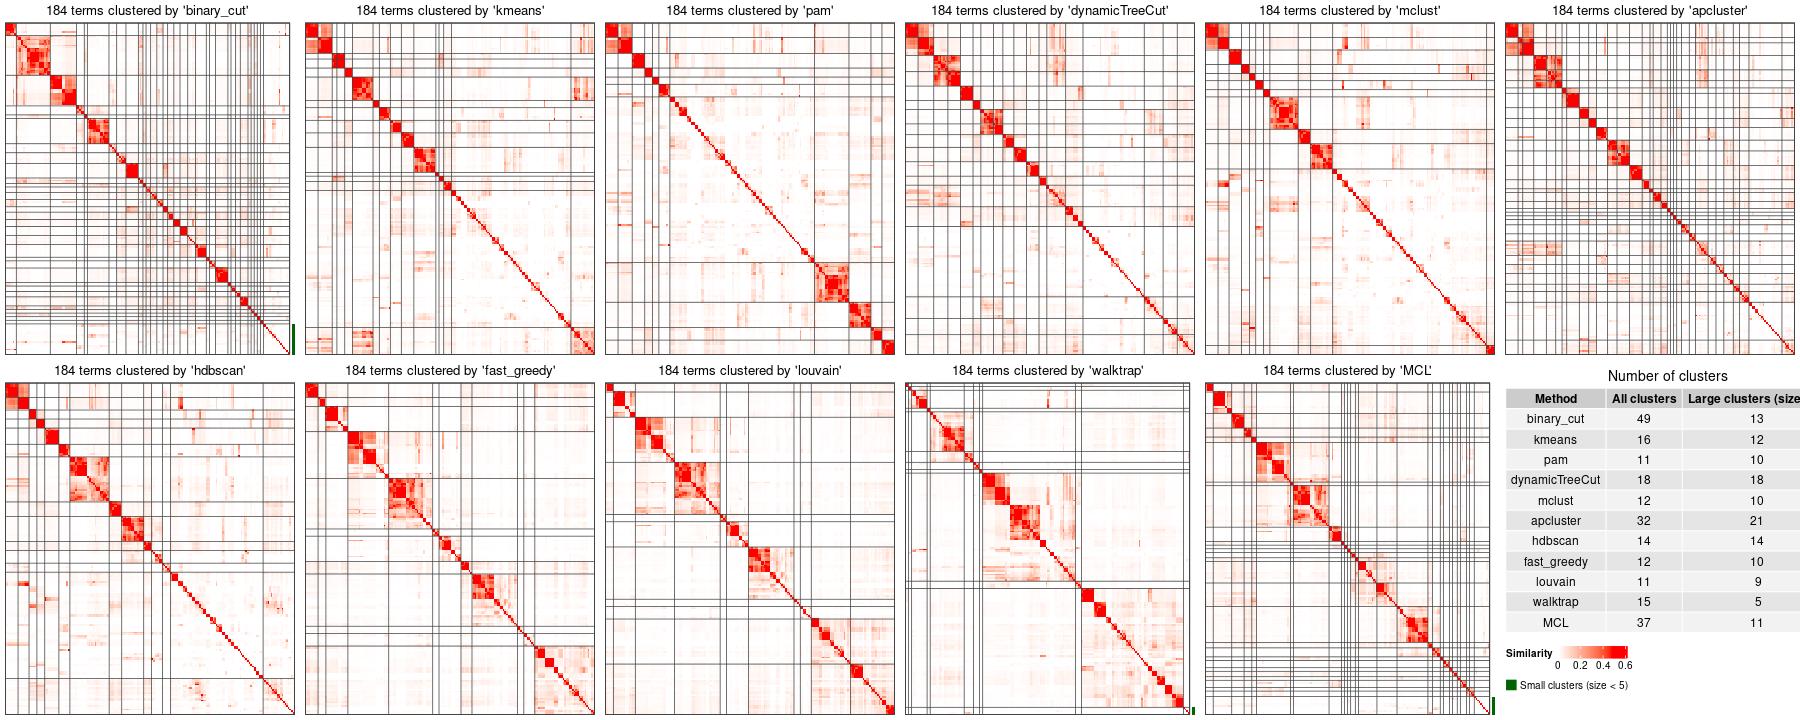 184 terms clustered by 'binary_cut'
184 terms clustered by 'kmeans'
184 terms clustered by 'pam'
184 terms clustered by 'dynamicTreeCut'
184 terms clustered by 'mclust'
184 terms clustered by 'apcluster'
184 terms clustered by 'hdbscan'
184 terms clustered by 'fast_greedy'
184 terms clustered by 'louvain'
184 terms clustered by 'walktrap'
184 terms clustered by 'MCL'
Number of clusters
Method All clusters Large clusters (size
binary_cut 49 13
kmeans 16 12
pam 11 10
dynamicTreeCut 18 18
mclust 12 10
apcluster 32 21
hdbscan 14 14
fast_greedy 12 10
louvain 11 9
walktrap 15 5
MCL 37 11
Similarity
0 0.2 0.4 0.6
Small clusters (size < 5)